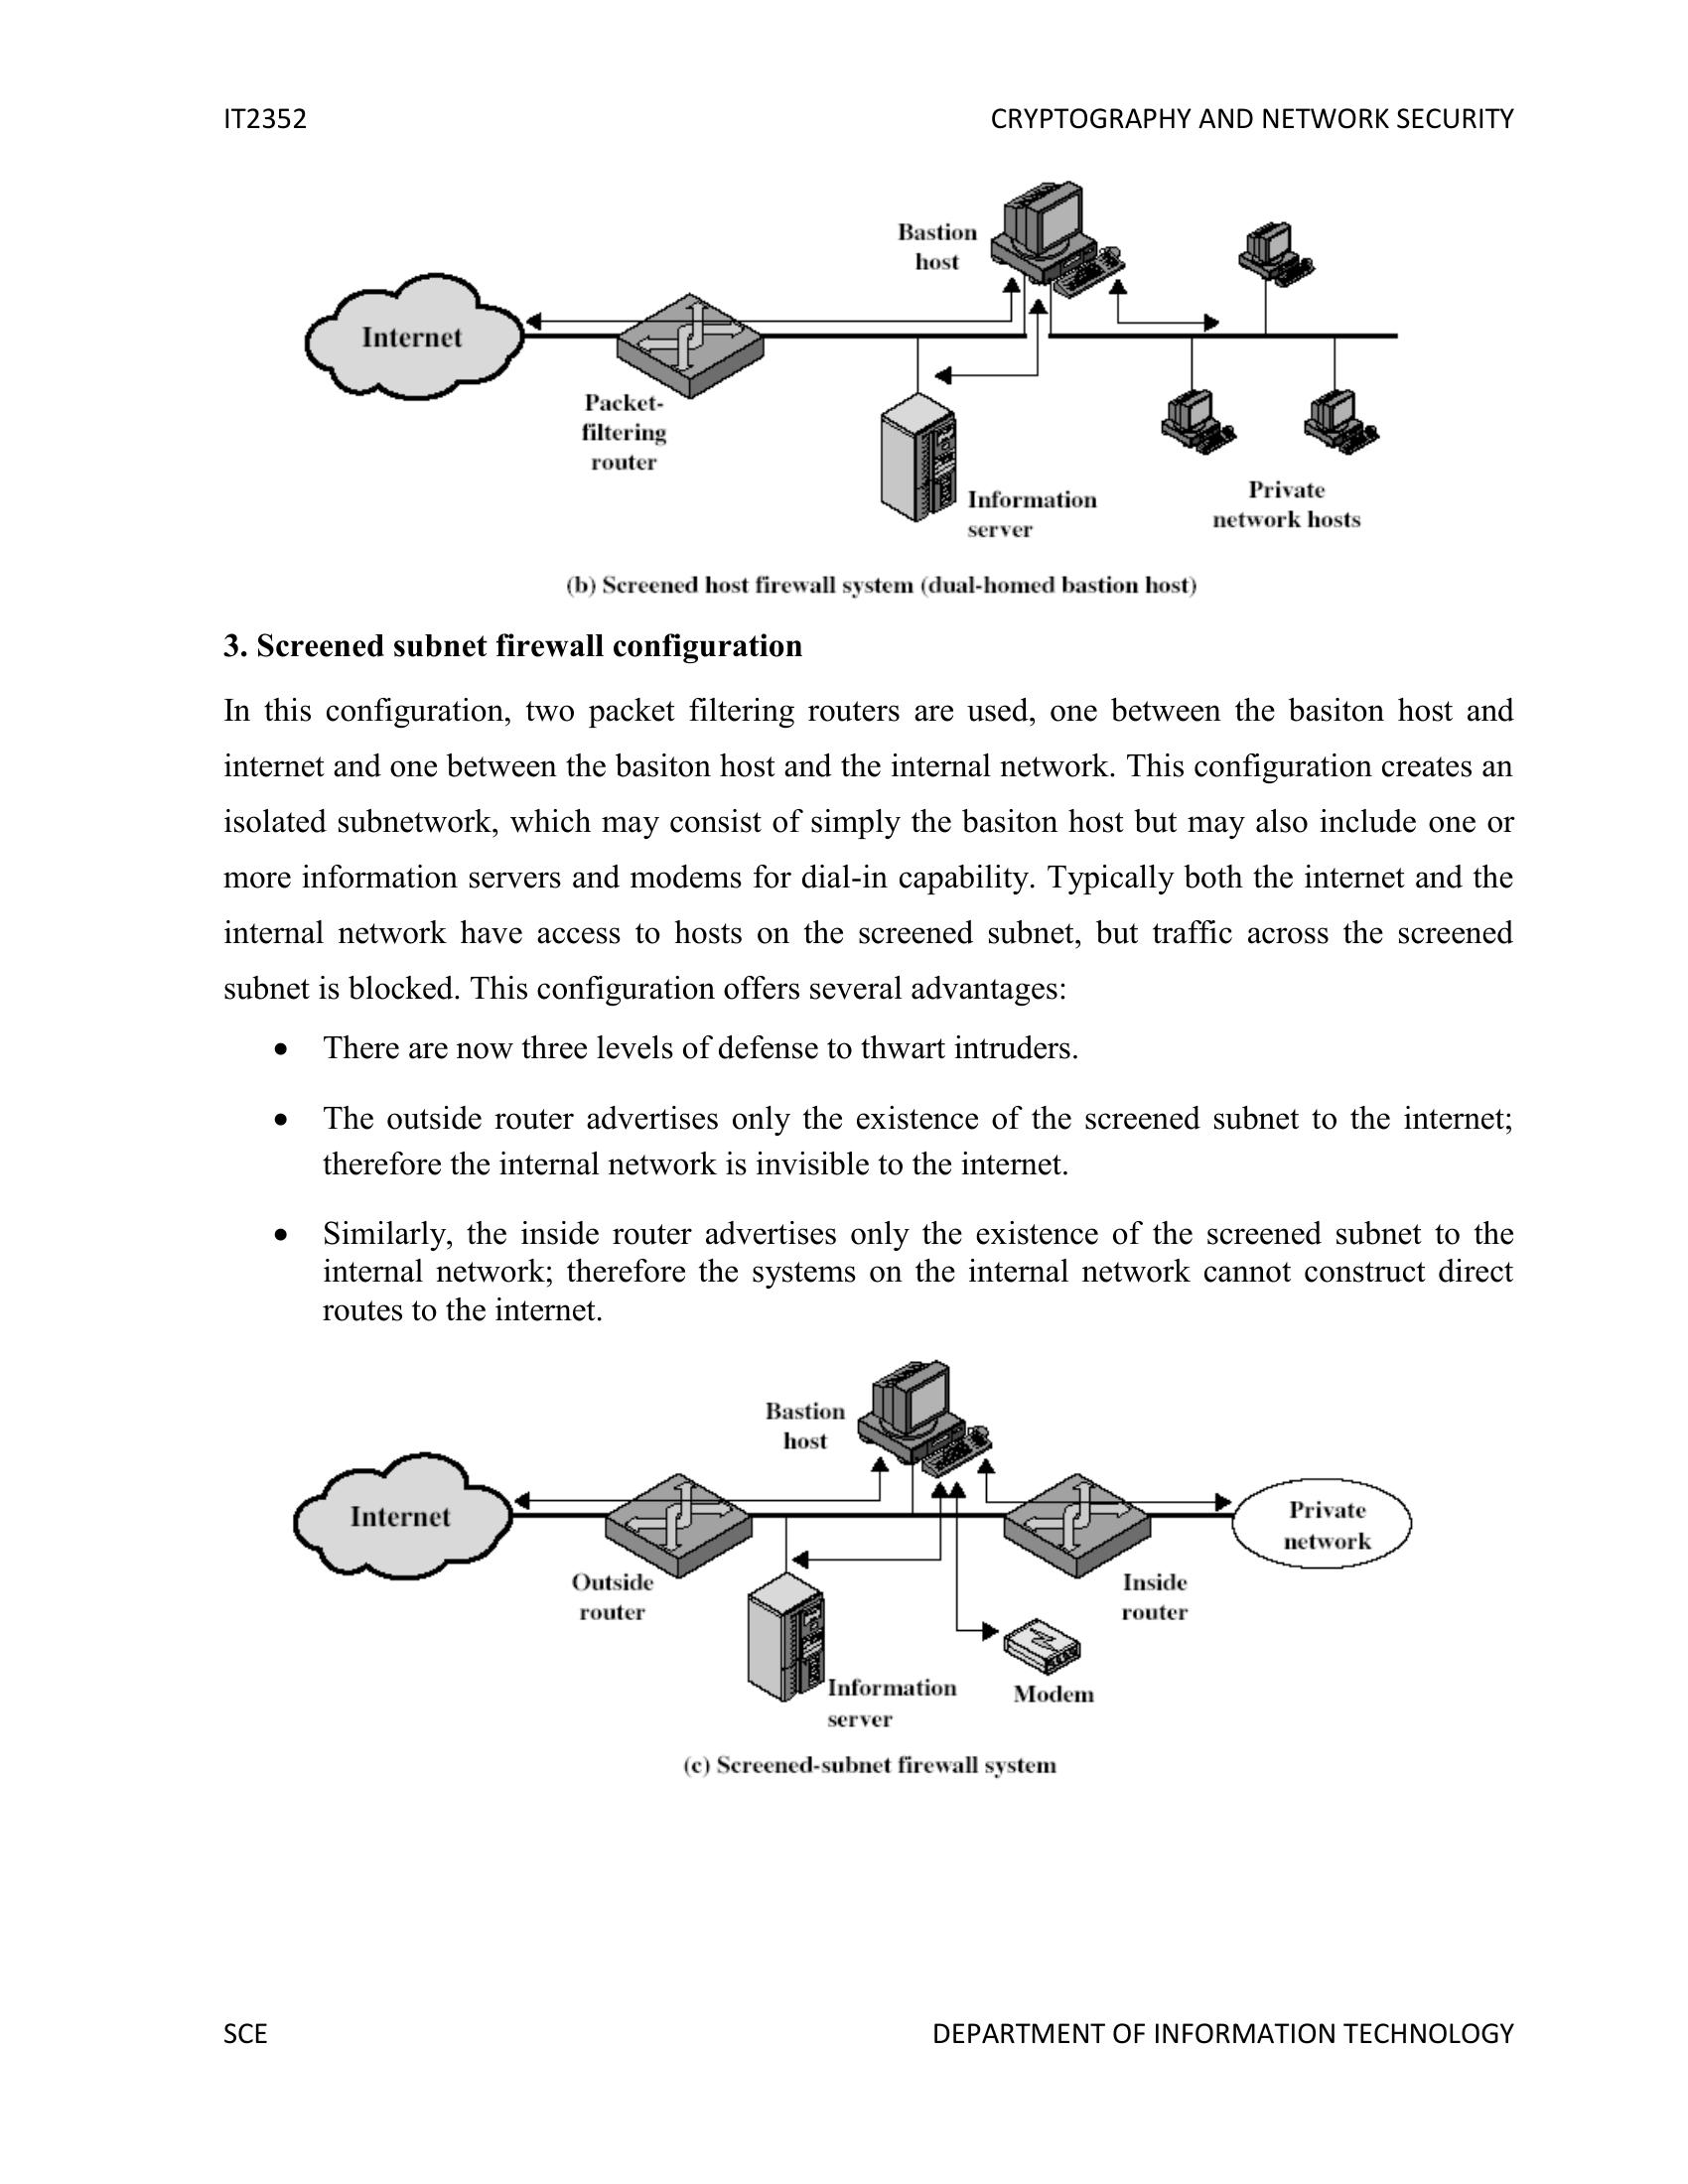 IT2352 CRYPTOGRAPHY AND NETWORK SECURITY
Bastion
host
Internet
Packet-
filtering
router
Information
server
Private
network hosts
(b) Screened host firewall system (dual-homed bastion host)
3. Screened subnet firewall configuration
In this configuration, two packet filtering routers are used, one between the basiton host and
internet and one between the basiton host and the internal network. This configuration creates an
isolated subnetwork, which may consist of simply the basiton host but may also include one or
more information servers and modems for dial-in capability. Typically both the internet and the
internal network have access to hosts on the screened subnet, but traffic across the screened
subnet is blocked. This configuration offers several advantages:
• There are now three levels of defense to thwart intruders.
• The outside router advertises only the existence of the screened subnet to the internet;
therefore the internal network is invisible to the internet.
• Similarly, the inside router advertises only the existence of the screened subnet to the
internal network; therefore the systems on the internal network cannot construct direct
routes to the internet.
Bastion
host
Internet
Private
network
Outside
router
Inside
router
Information
server
Modem
(c) Screened-subnet firewall system
SCE DEPARTMENT OF INFORMATION TECHNOLOGY